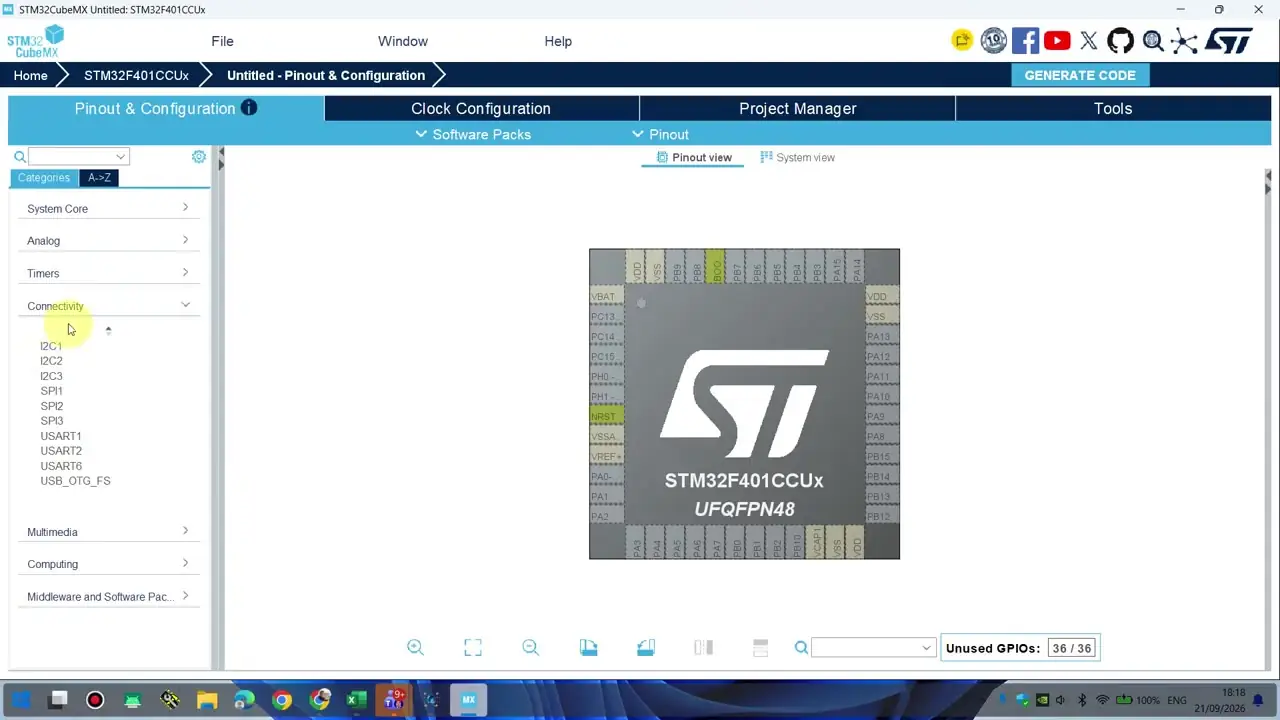 STM32CubeMX Untitled: STM32F401CCUx
STM32
CubeMX
File
Window
Help
Home
STM32F401CCUx
Untitled - Pinout & Configuration
GENERATE CODE
Pinout & Configuration
Clock Configuration
Project Manager
Tools
Software Packs
Pinout
Categories
A->Z
Pinout view
System view
System Core
Analog
Timers
Connectivity
I2C1
I2C2
I2C3
SPI1
SPI2
SPI3
USART1
USART2
USART6
USB_OTG_FS
Multimedia
Computing
Middleware and Software Pac...
VDD
VSS
PB9
PB8
BOO
PB7
PB6
PB5
PB4
PB3
PA15
PA14
VBAT
PC13
PC14
PC15
PH0 -
PH1 -
NRST
VSSA
VREF+
PA0-
PA1
PA2
VDD
VSS
PA13
PA12
PA11
PA10
PA9
PA8
PB15
PB14
PB13
PB12
PA3
PA4
PA5
PA6
PA7
PB0
PB1
PB2
PB10
VCAP1
VSS
VDD
STM32F401CCUx
UFQFPN48
Unused GPIOs: 36 / 36
MX
100%
ENG
18:18
21/09/2026